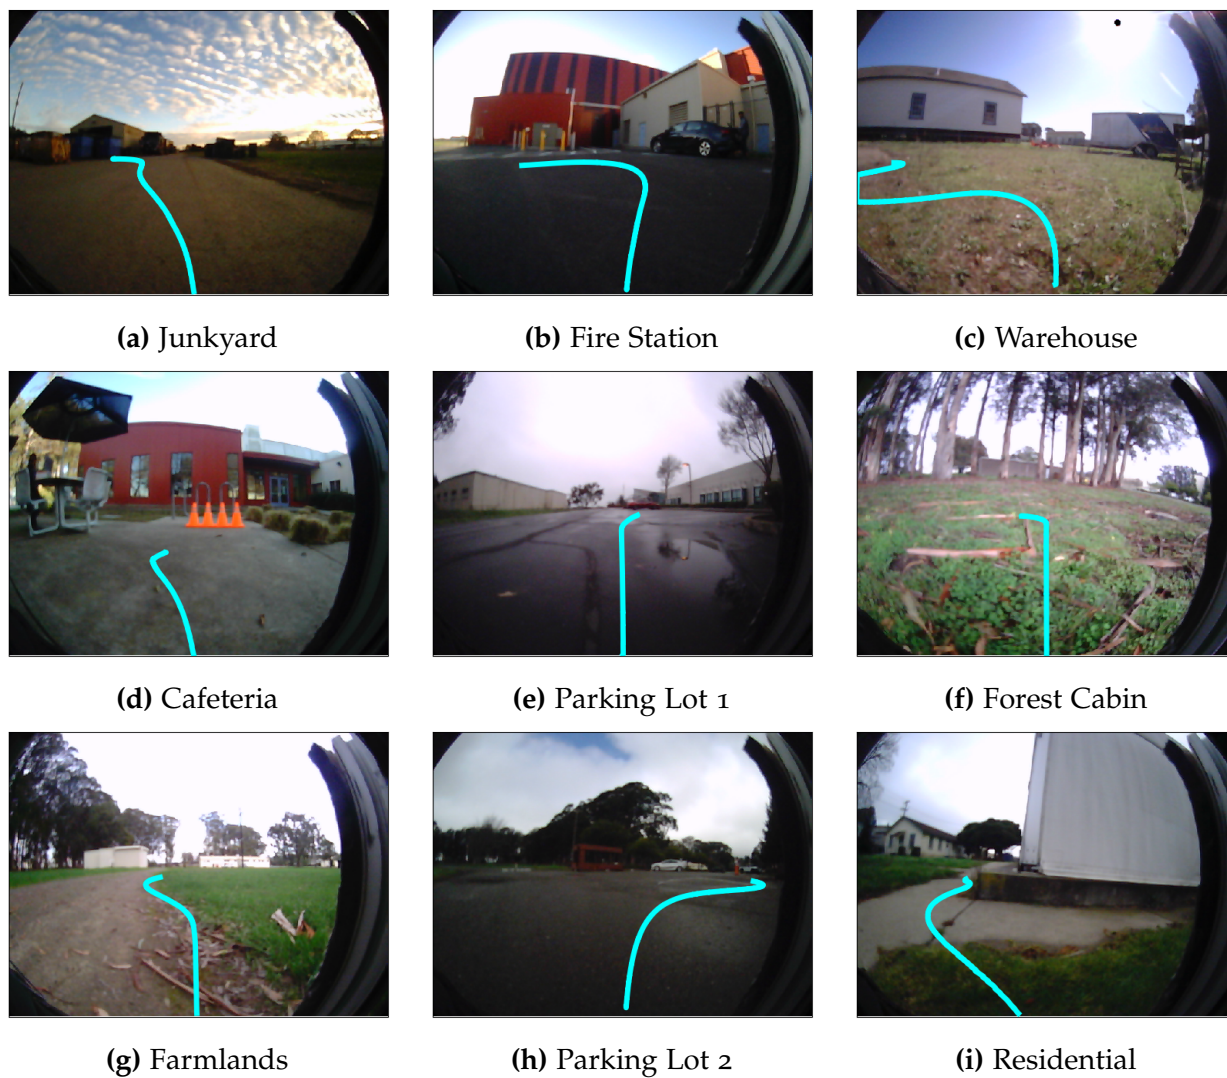 (a) Junkyard
(b) Fire Station
(c) Warehouse
(d) Cafeteria
(e) Parking Lot 1
(f) Forest Cabin
(g) Farmlands
(h) Parking Lot 2
(i) Residential